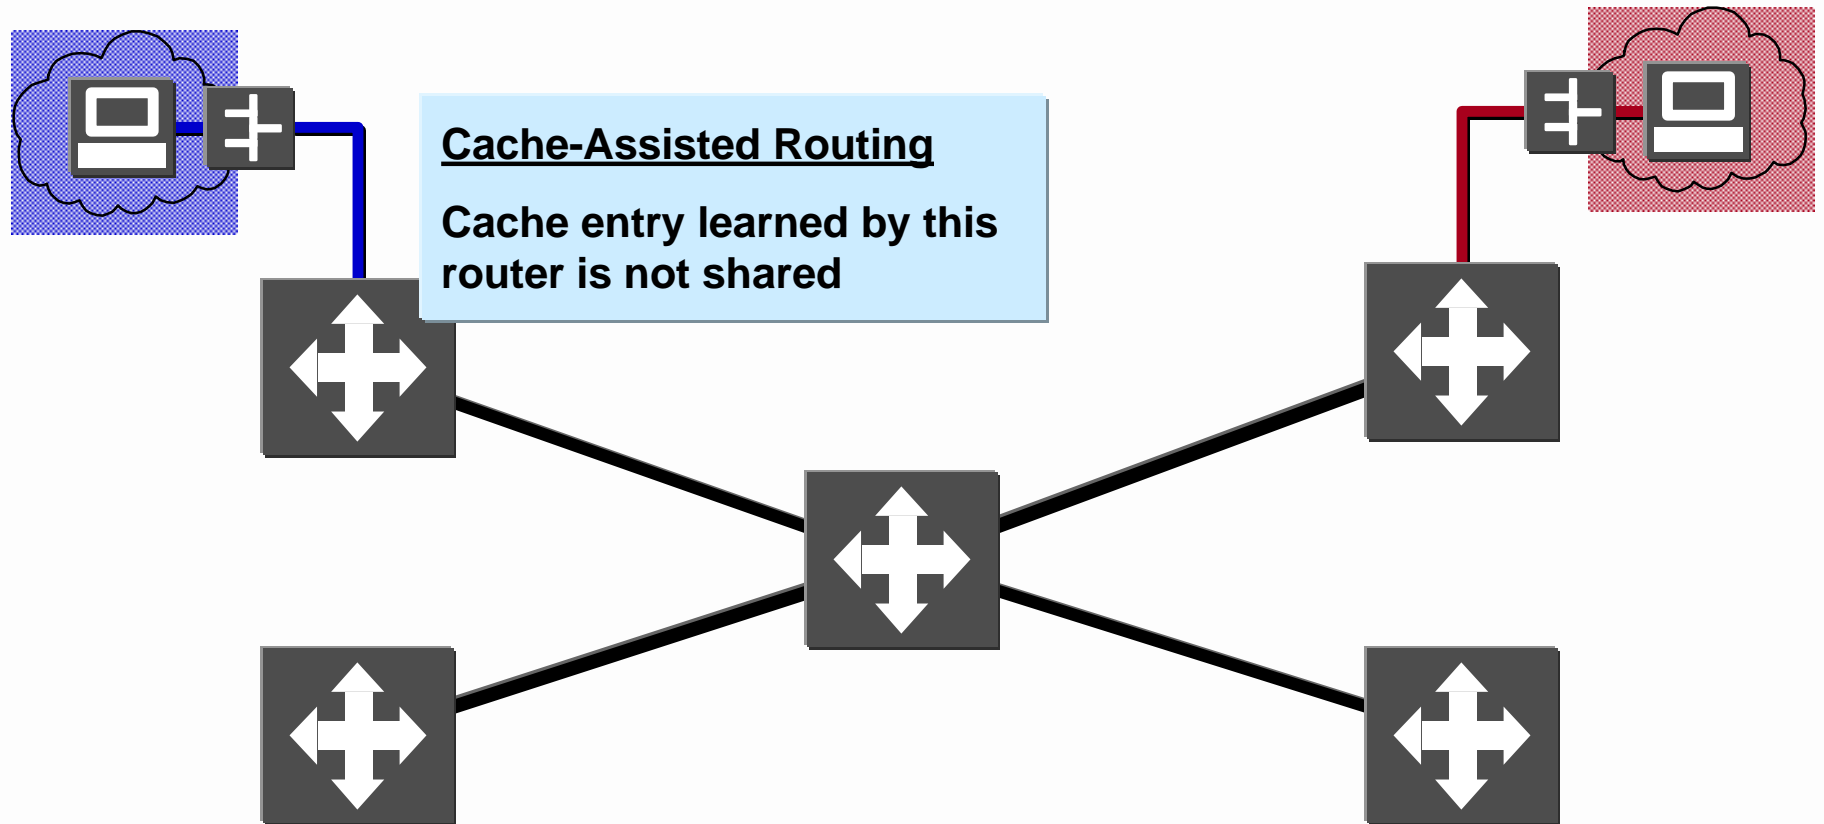 Cache-Assisted Routing
Cache entry learned by this
router is not shared